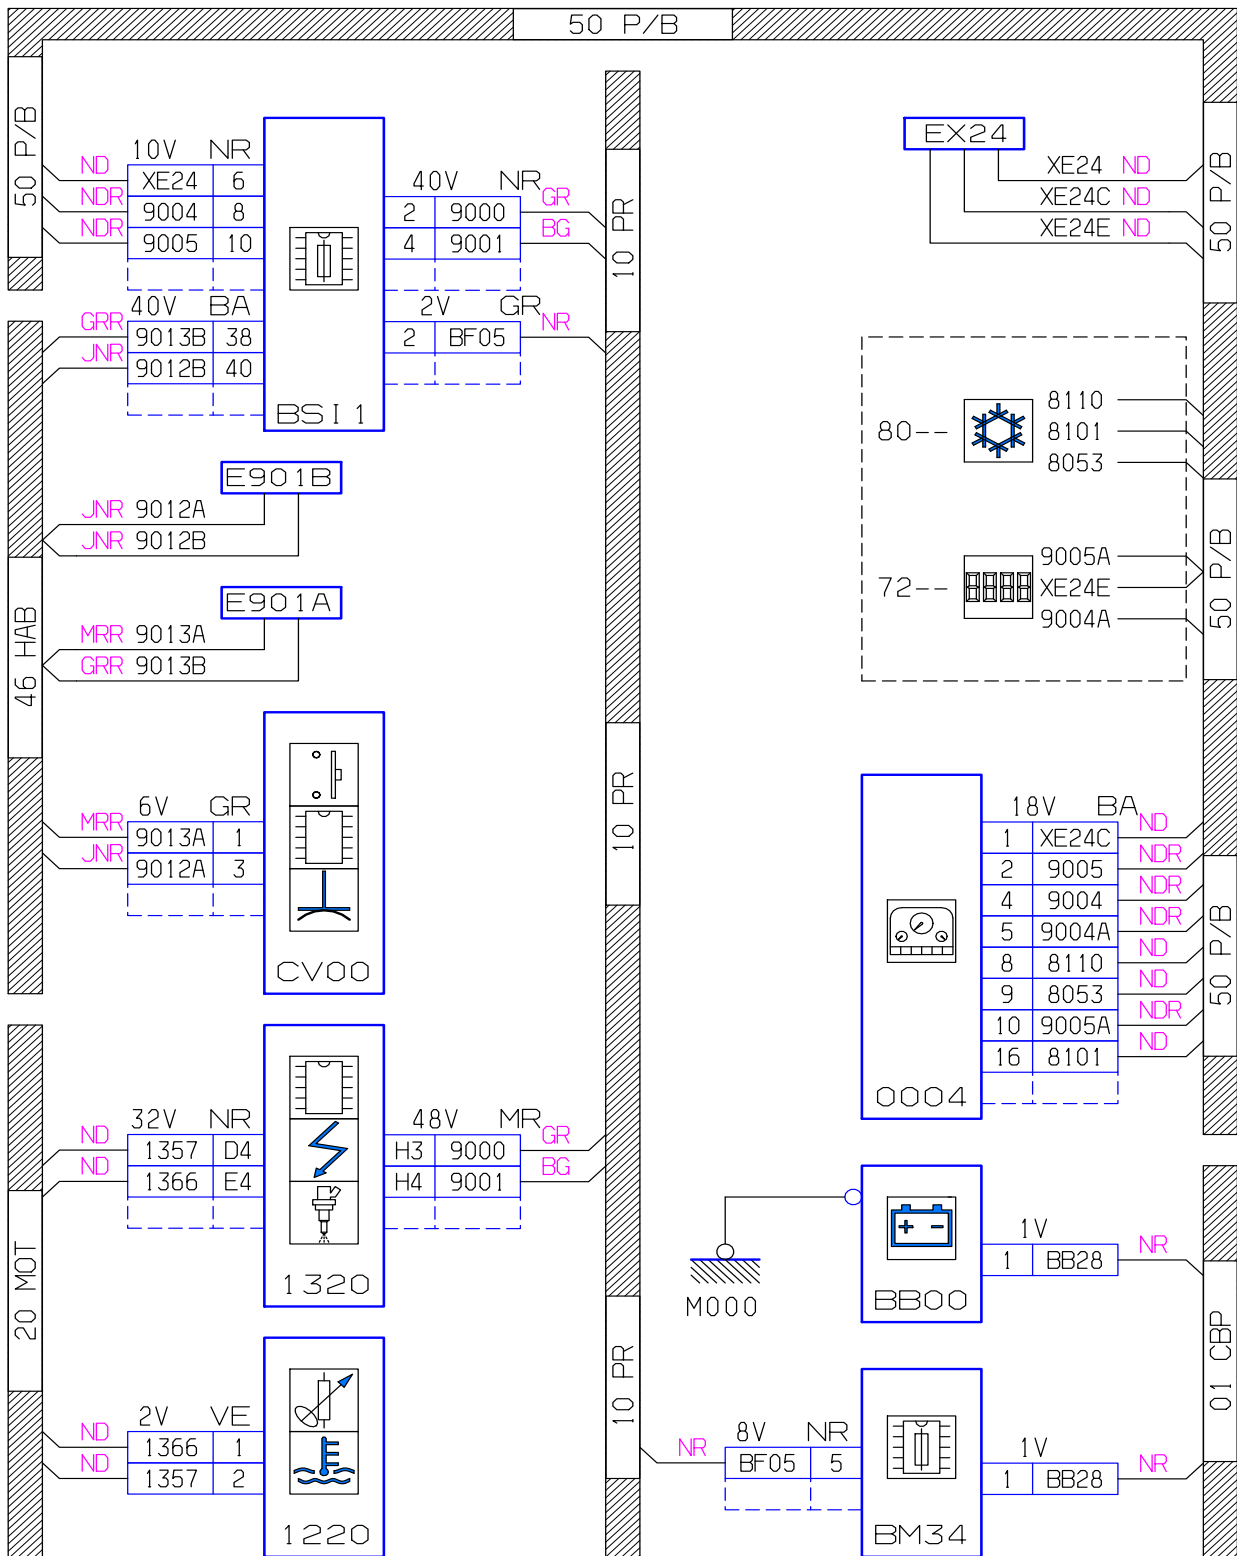 50 P/B
50 P/B
10V NR
ND XE24 6
NDR 9004 8
NDR 9005 10
40V NR
2 9000 GR
4 9001 BG
40V BA
GRR 9013B 38
JNR 9012B 40
2V GR
2 BF05 NR
BSI1
10 PR
EX24
XE24 ND
XE24C ND
XE24E ND
50 P/B
80--
8110
8101
8053
72--
9005A
XE24E
9004A
50 P/B
E901B
JNR 9012A
JNR 9012B
E901A
MRR 9013A
GRR 9013B
46 HAB
6V GR
MRR 9013A 1
JNR 9012A 3
CV00
10 PR
18V BA
1 XE24C ND
2 9005 NDR
4 9004 NDR
5 9004A NDR
8 8110 ND
9 8053 ND
10 9005A NDR
16 8101 ND
0004
50 P/B
32V NR
ND 1357 D4
ND 1366 E4
48V MR
H3 9000 GR
H4 9001 BG
1320
20 MOT
M000
+ -
1V
1 BB28 NR
BB00
01 CBP
10 PR
2V VE
ND 1366 1
ND 1357 2
1220
8V NR
NR BF05 5
1V
1 BB28 NR
BM34